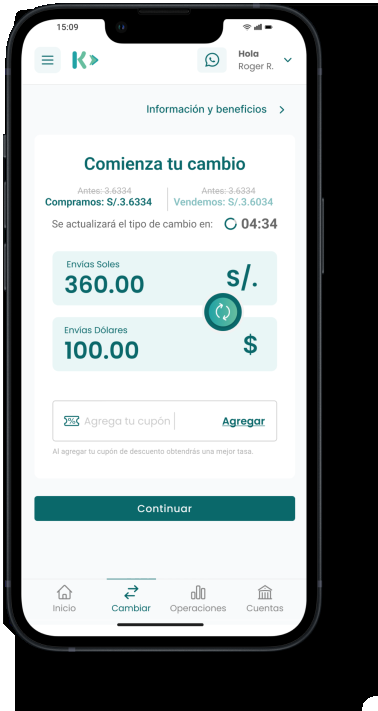 15:09
K
Hola
Roger R.
Información y beneficios
Comienza tu cambio
Antes: 3.6334 Antes: 3.6334
Compramos: S/.3.6334 Vendemos: S/.3.6034
Se actualizará el tipo de cambio en: 04:34
Envías Soles
360.00 S/.
Envías Dólares
100.00 $
% Agrega tu cupón Agregar
Al agregar tu cupón de descuento obtendrás una mejor tasa.
Continuar
Inicio Cambiar Operaciones Cuentas